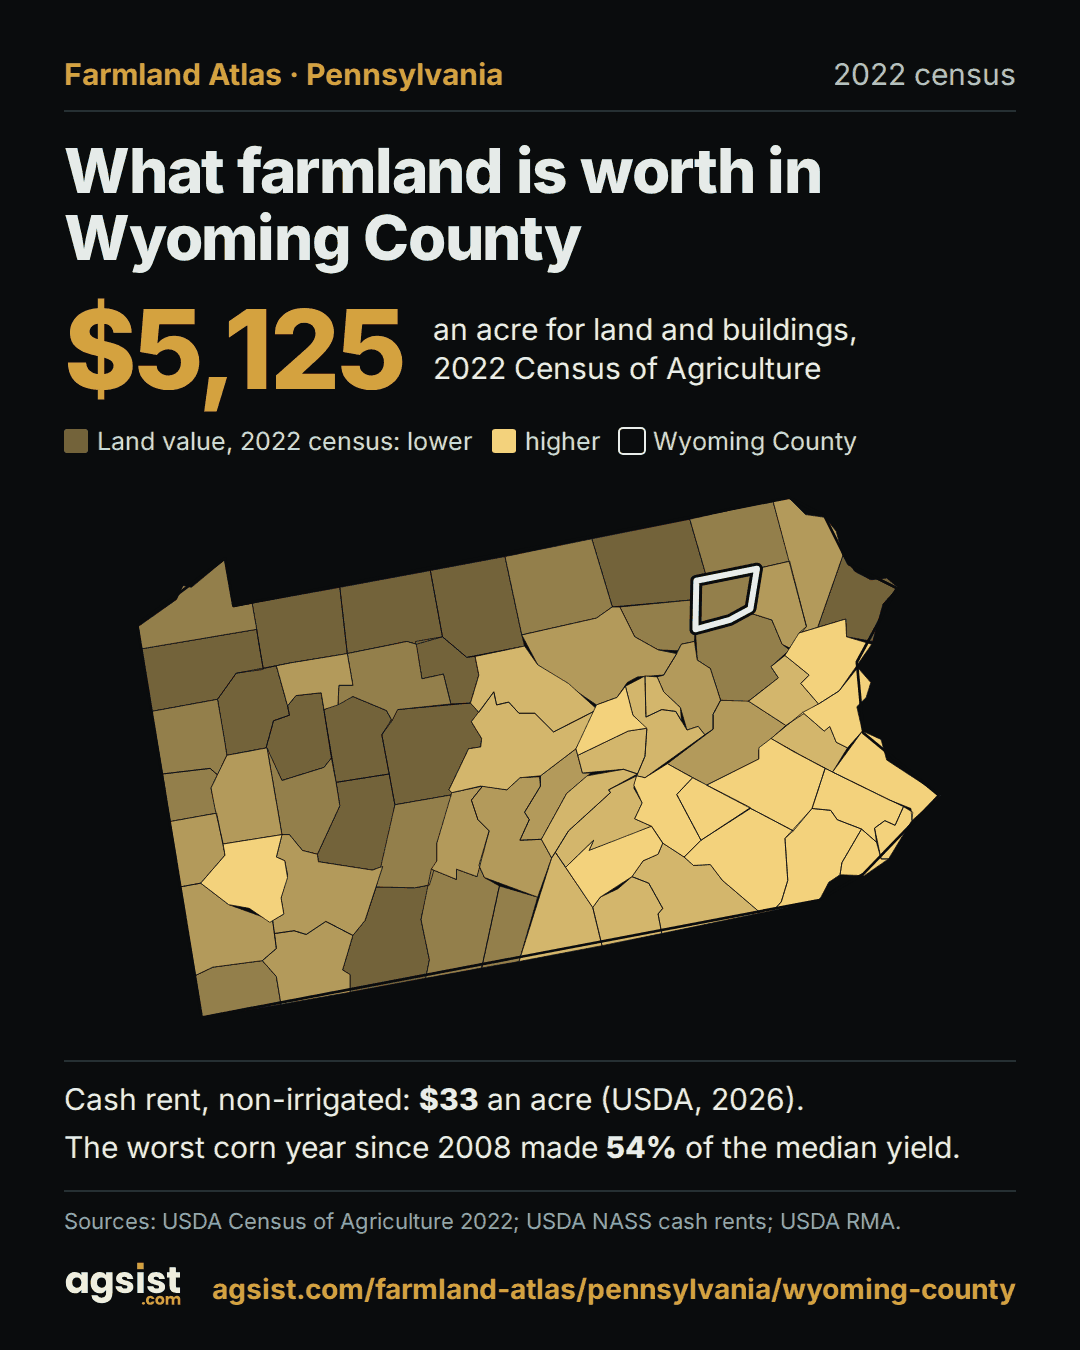 Farmland Atlas · Pennsylvania
2022 census
What farmland is worth in
Wyoming County
$5,125
an acre for land and buildings,
2022 Census of Agriculture
Land value, 2022 census: lower
higher
Wyoming County
Cash rent, non-irrigated: $33 an acre (USDA, 2026).
The worst corn year since 2008 made 54% of the median yield.
Sources: USDA Census of Agriculture 2022; USDA NASS cash rents; USDA RMA.
agsist
.com
agsist.com/farmland-atlas/pennsylvania/wyoming-county